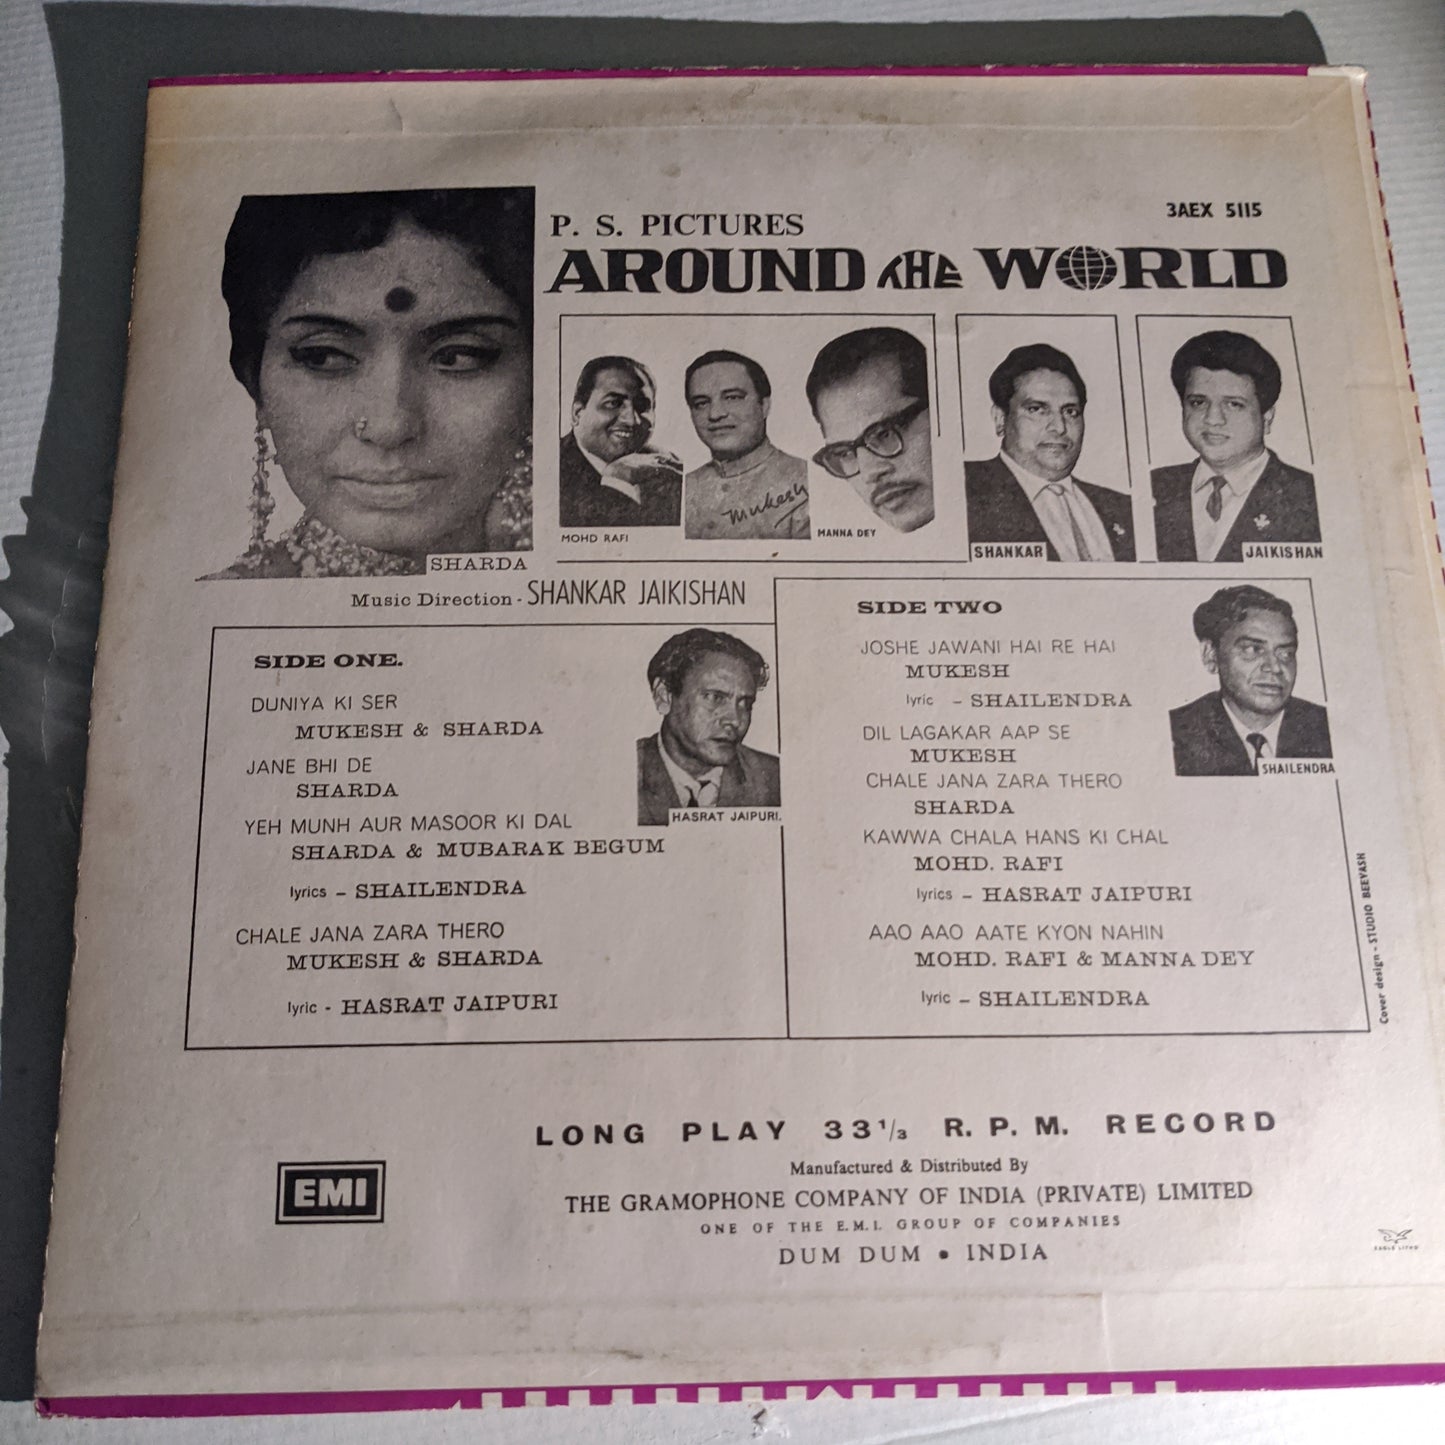 3AEX 5115
P. S. PICTURES
AROUND THE WORLD
SHARDA
MOHD RAFI
Mukesh
MANNA DEY
SHANKAR
JAIKISHAN
Music Direction - SHANKAR JAIKISHAN
SIDE ONE.
DUNIYA KI SER
MUKESH & SHARDA
JANE BHI DE
SHARDA
YEH MUNH AUR MASOOR KI DAL
SHARDA & MUBARAK BEGUM
lyrics - SHAILENDRA
CHALE JANA ZARA THERO
MUKESH & SHARDA
lyric - HASRAT JAIPURI
HASRAT JAIPURI.
SIDE TWO
JOSHE JAWANI HAI RE HAI
MUKESH
lyric - SHAILENDRA
DIL LAGAKAR AAP SE
MUKESH
CHALE JANA ZARA THERO
SHARDA
KAWWA CHALA HANS KI CHAL
MOHD. RAFI
lyrics - HASRAT JAIPURI
AAO AAO AATE KYON NAHIN
MOHD. RAFI & MANNA DEY
lyric - SHAILENDRA
SHAILENDRA
Cover design - STUDIO BEEYASH
LONG PLAY 33 1/3 R. P. M. RECORD
Manufactured & Distributed By
THE GRAMOPHONE COMPANY OF INDIA (PRIVATE) LIMITED
ONE OF THE E.M.I. GROUP OF COMPANIES
DUM DUM • INDIA
EMI
EAGLE LITHO